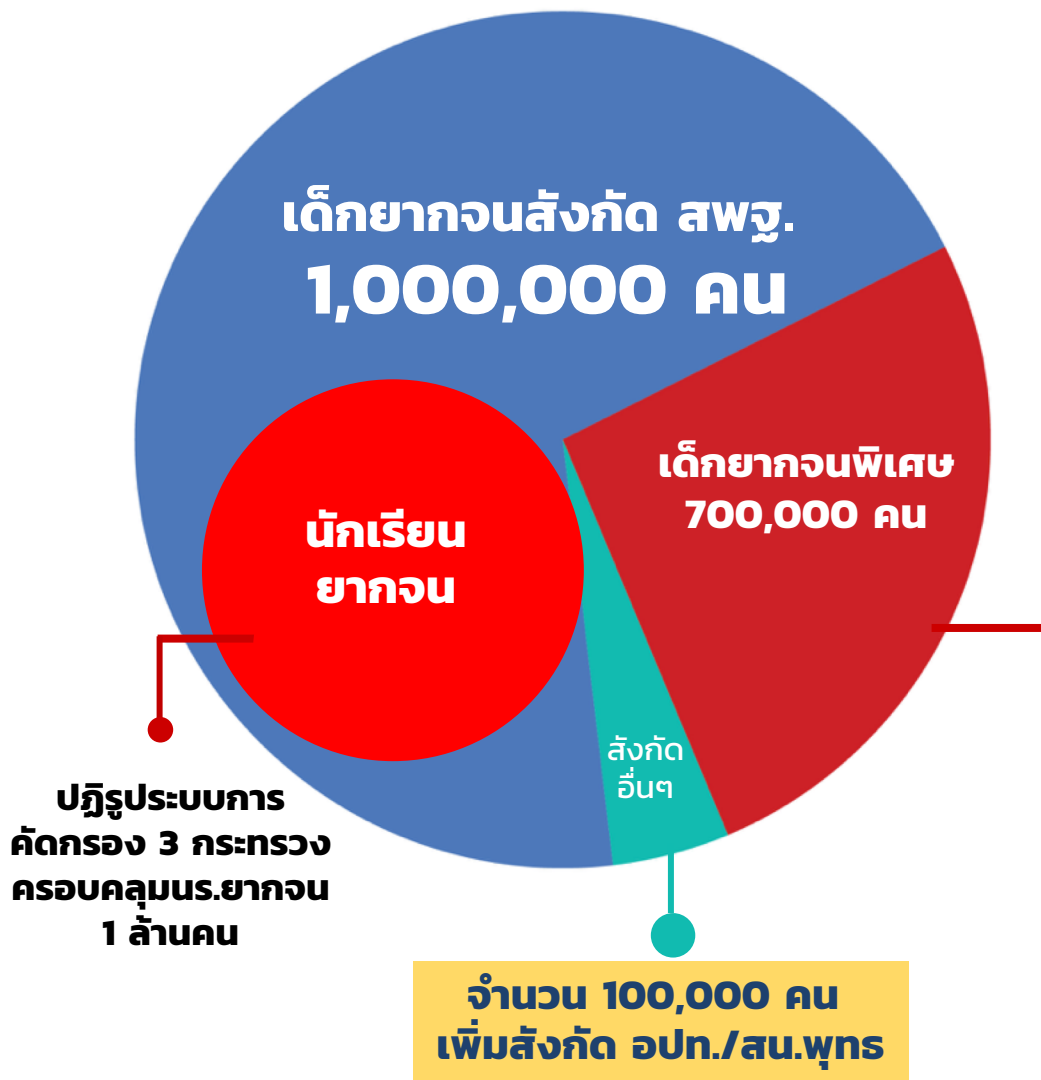 เด็กยากจนสังกัด สพฐ.
1,000,000 คน
เด็กยากจนพิเศษ
700,000 คน
นักเรียน
ยากจน
สังกัด
อื่นๆ
ปฏิรูประบบการ
คัดกรอง 3 กระทรวง
ครอบคลุมนร.ยากจน
1 ล้านคน
จำนวน 100,000 คน
เพิ่มสังกัด อปท./สน.พุทธ